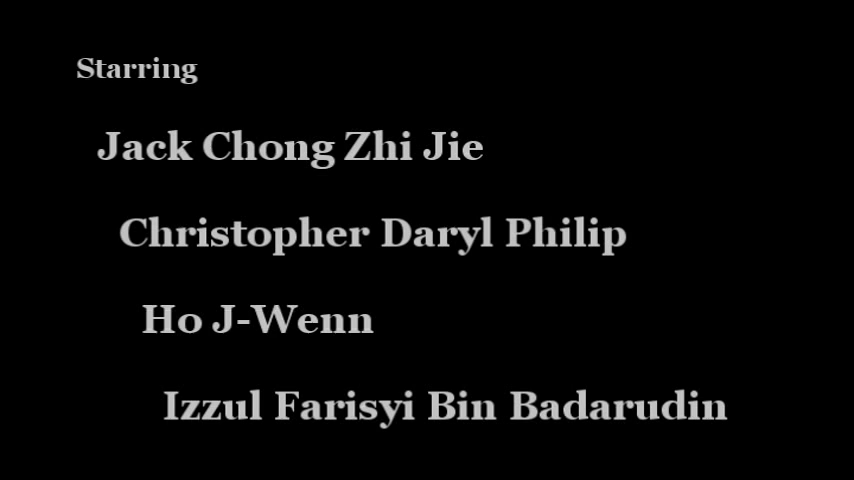 Starring
Jack Chong Zhi Jie
Christopher Daryl Philip
Ho J-Wenn
Izzul Farisyi Bin Badarudin